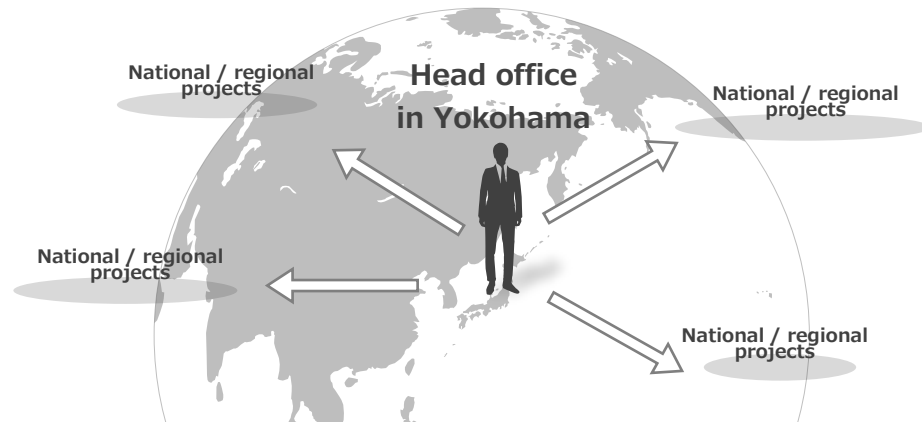 Head office
in Yokohama
National / regional
projects
National / regional
projects
National / regional
projects
National / regional
projects